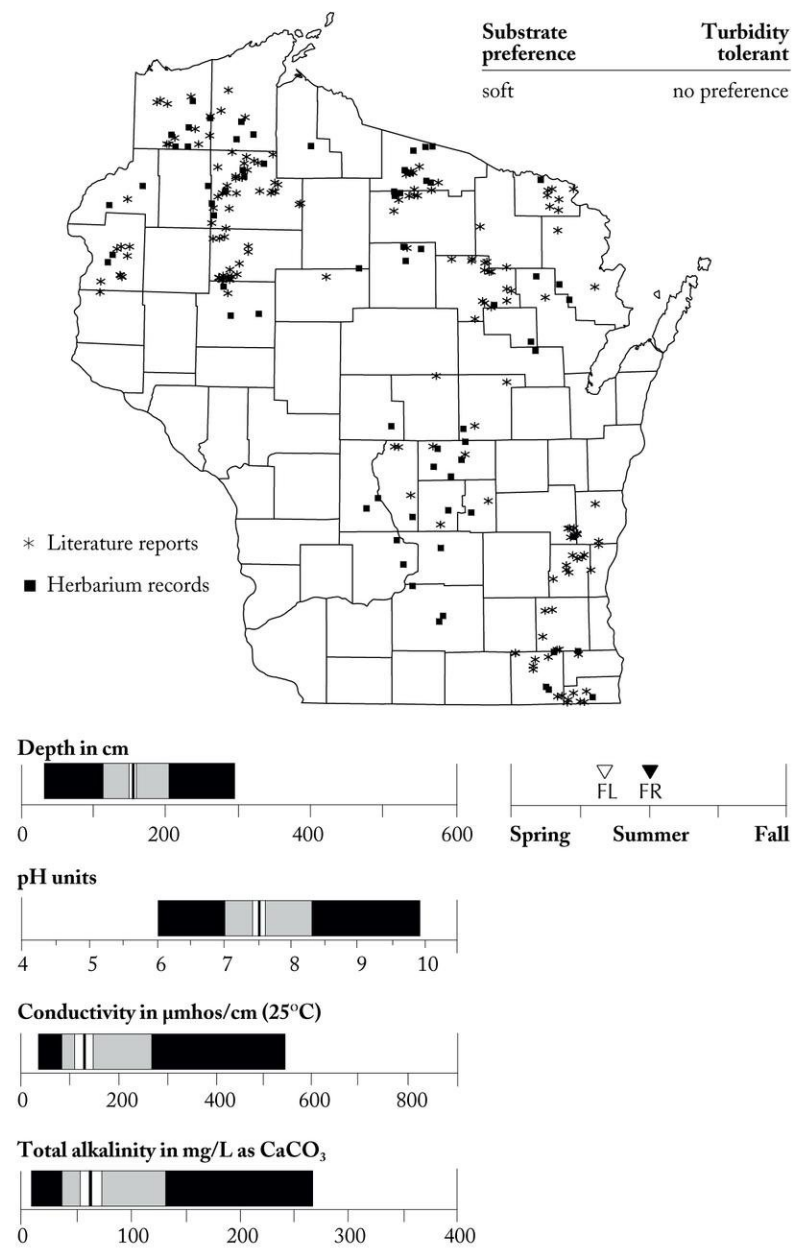 Substrate preference Turbidity tolerant
soft no preference
Literature reports
Herbarium records
Depth in cm
0 200 400 600
FL FR
Spring Summer Fall
pH units
4 5 6 7 8 9 10
Conductivity in µmhos/cm (25°C)
0 200 400 600 800
Total alkalinity in mg/L as CaCO₃
0 100 200 300 400